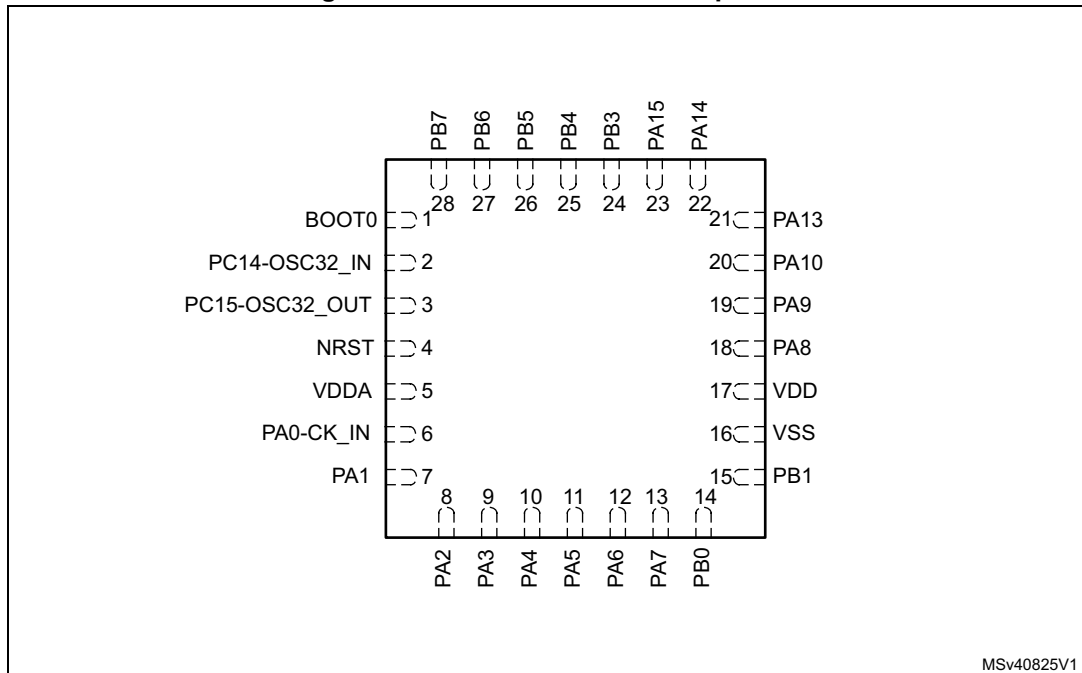 PB7 PB6 PB5 PB4 PB3 PA15 PA14
28 27 26 25 24 23 22
BOOT0 1 21 PA13
PC14-OSC32_IN 2 20 PA10
PC15-OSC32_OUT 3 19 PA9
NRST 4 18 PA8
VDDA 5 17 VDD
PA0-CK_IN 6 16 VSS
PA1 7 15 PB1
8 9 10 11 12 13 14
PA2 PA3 PA4 PA5 PA6 PA7 PB0
MSv40825V1